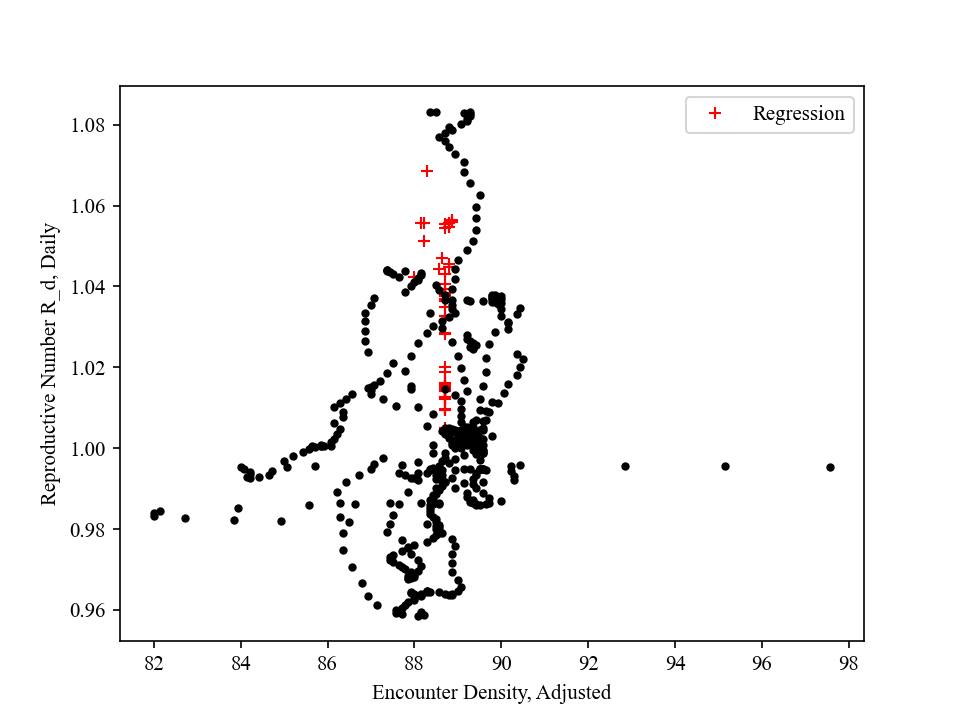 Regression
1.08
1.06
1.04
1.02
1.00
0.98
0.96
Reproductive Number R_d, Daily
82 84 86 88 90 92 94 96 98
Encounter Density, Adjusted